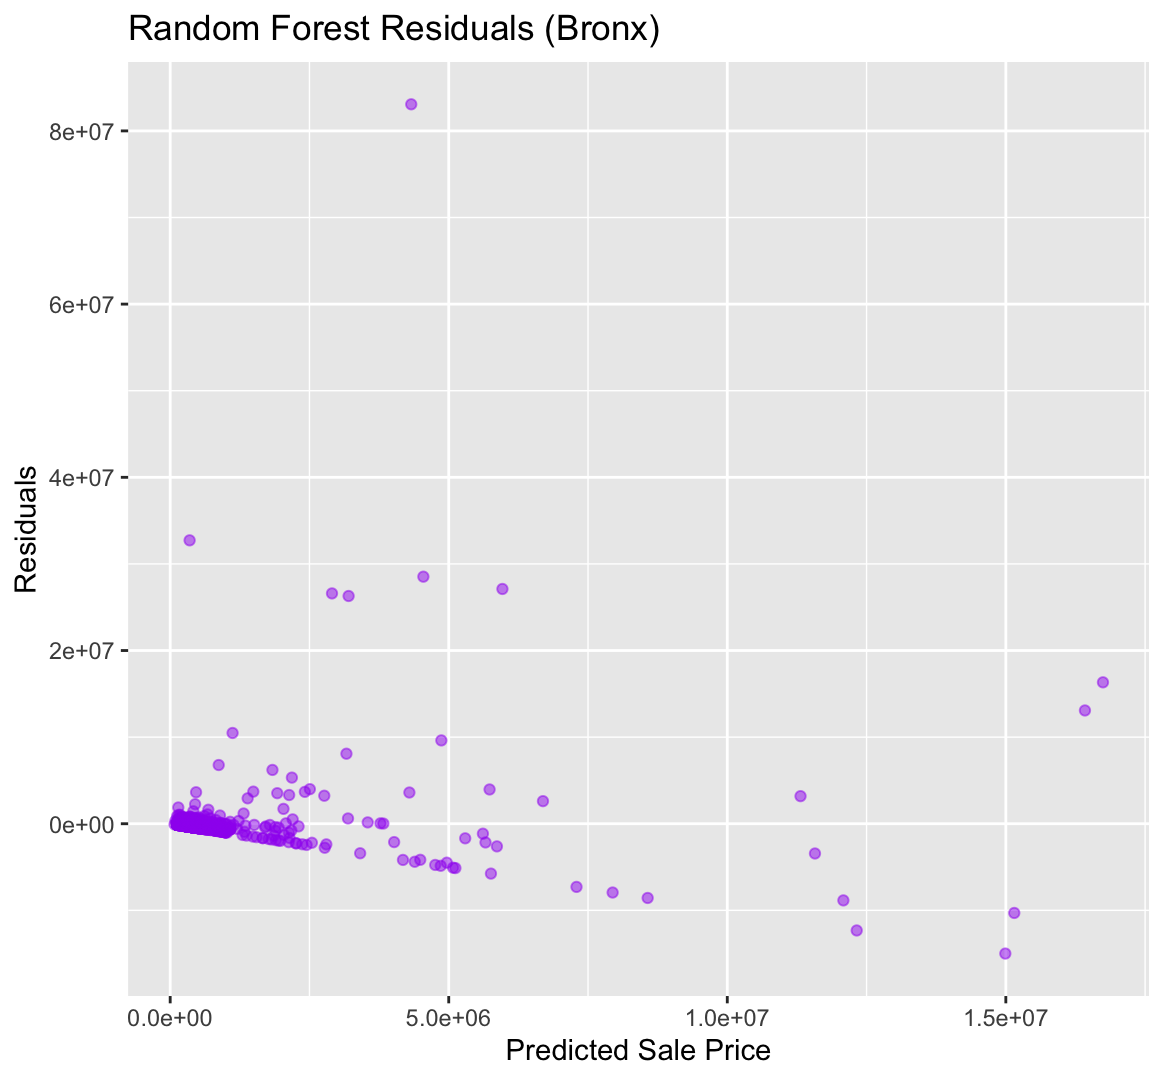 Random Forest Residuals (Bronx)
8e+07
6e+07
4e+07
2e+07
0e+00
Residuals
0.0e+00 5.0e+06 1.0e+07 1.5e+07
Predicted Sale Price